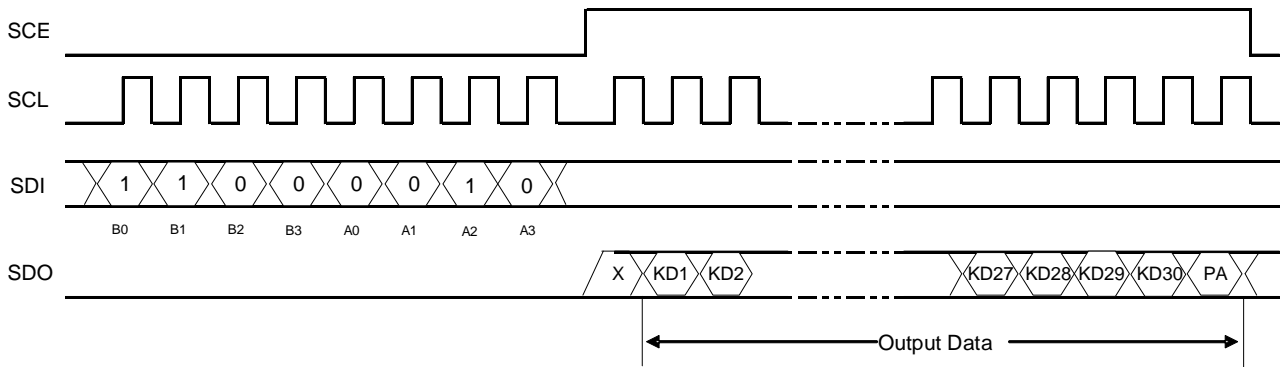 SCE
SCL
SDI 1 1 0 0 0 0 1 0
B0 B1 B2 B3 A0 A1 A2 A3
SDO X KD1 KD2 KD27 KD28 KD29 KD30 PA
Output Data